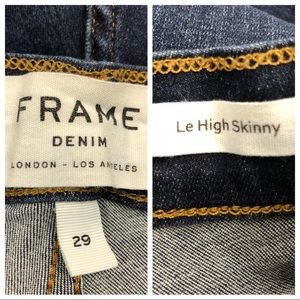 FRAME
DENIM
LONDON - LOS ANGELES
29
Le High Skinny